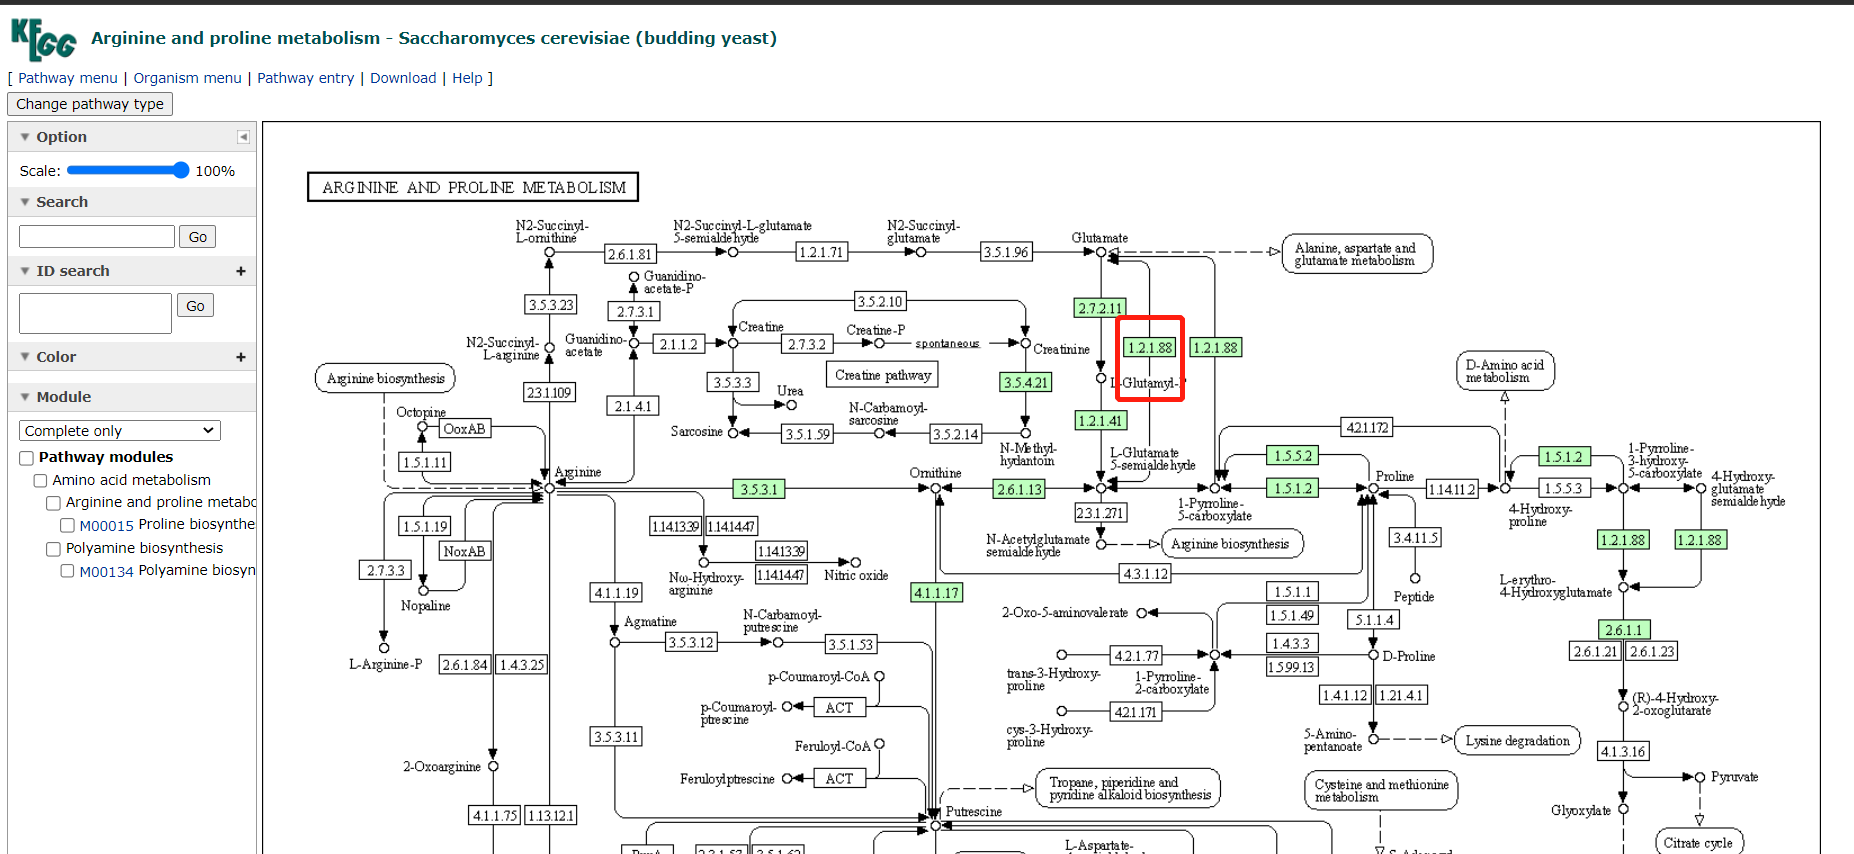 KEGG
Arginine and proline metabolism - Saccharomyces cerevisiae (budding yeast)
[ Pathway menu | Organism menu | Pathway entry | Download | Help ]
Change pathway type
Option
Scale: 100%
Search
Go
ID search +
Go
Color +
Module
Complete only
Pathway modules
Amino acid metabolism
Arginine and proline metabo
M00015 Proline biosynthe
Polyamine biosynthesis
M00134 Polyamine biosyn
ARGININE AND PROLINE METABOLISM
N2-Succinyl-
L-ornithine
2.6.1.81
N2-Succinyl-L-glutamate
5-semialdehyde
1.2.1.71
N2-Succinyl-
glutamate
3.5.1.96
Glutamate
Alanine, aspartate and
glutamate metabolism
3.5.3.23
Guanidino-
acetate-P
2.7.3.1
3.5.2.10
2.7.2.11
N2-Succinyl-
L-arginine
Guanidino-
acetate
2.1.1.2
Creatine
2.7.3.2
Creatine-P
spontaneous
Creatinine
1.2.1.88
1.2.1.88
Arginine biosynthesis
2.3.1.109
2.1.4.1
3.5.3.3
Urea
Creatine pathway
3.5.4.21
L-Glutamyl-P
D-Amino acid
metabolism
Octopine
OoxAB
1.5.1.11
Sarcosine
3.5.1.59
N-Carbamoyl-
sarcosine
3.5.2.14
N-Methyl-
hydantoin
1.2.1.41
L-Glutamate
5-semialdehyde
4.2.1.172
1.5.5.2
1.5.1.2
1-Pyrroline-
3-hydroxy-
5-carboxylate
Arginine
3.5.3.1
Ornithine
2.6.1.13
1-Pyrroline-
5-carboxylate
1.5.1.2
Proline
1.14.11.2
4-Hydroxy-
proline
1.5.5.3
4-Hydroxy-
glutamate
semialdehyde
1.5.1.19
NoxAB
1.14.13.39
1.14.14.47
2.3.1.271
N-Acetylglutamate
semialdehyde
Arginine biosynthesis
3.4.11.5
1.2.1.88
1.2.1.88
2.7.3.3
Nopaline
Nω-Hydroxy-
arginine
1.14.13.39
1.14.14.47
Nitric oxide
4.3.1.12
Peptide
L-erythro-
4-Hydroxyglutamate
4.1.1.19
4.1.1.17
2-Oxo-5-aminovalerate
1.5.1.1
1.5.1.49
5.1.1.4
Agmatine
3.5.3.12
N-Carbamoyl-
putrescine
3.5.1.53
2.6.1.1
2.6.1.21
2.6.1.23
L-Arginine-P
2.6.1.84
1.4.3.25
trans-3-Hydroxy-
proline
4.2.1.77
1-Pyrroline-
2-carboxylate
1.4.3.3
1.5.99.13
D-Proline
p-Coumaroyl-CoA
p-Coumaroyl-
ptrescine
ACT
cys-3-Hydroxy-
proline
4.2.1.171
1.4.1.12
1.21.4.1
(R)-4-Hydroxy-
2-oxoglutarate
3.5.3.11
Feruloyl-CoA
Feruloylptrescine
ACT
5-Amino-
pentanoate
Lysine degradation
4.1.3.16
2-Oxoarginine
Tropane, piperidine and
pyridine alkaloid biosynthesis
Cysteine and methionine
metabolism
Pyruvate
4.1.1.75
1.13.12.1
Putrescine
Glyoxylate
L-Aspartate-
Citrate cycle